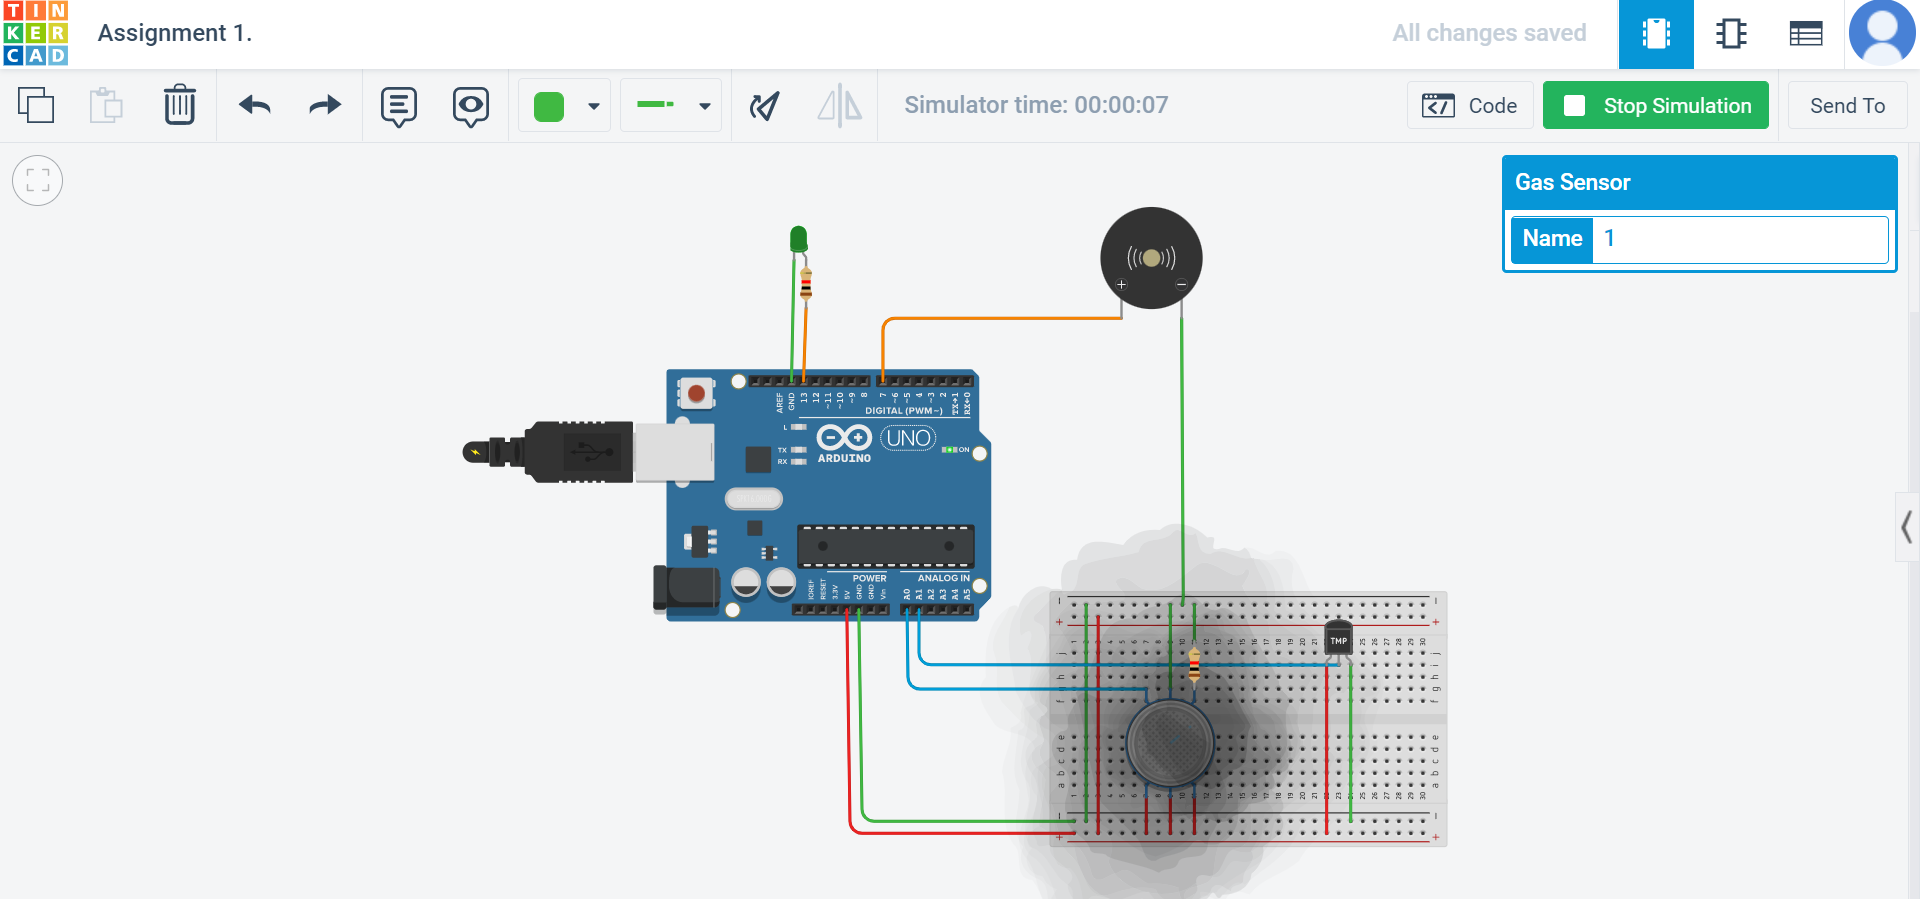 TIN
KER
CAD
Assignment 1.
All changes saved
Simulator time: 00:00:07
Code
Stop Simulation
Send To
Gas Sensor
Name 1
AREF
GND
13
12
~11
~10
~9
8
7
~6
~5
4
~3
2
TX→1
RX←0
DIGITAL (PWM~)
L
TX
RX
ARDUINO
UNO
ON
POWER
ANALOG IN
IOREF
RESET
3.3V
5V
GND
GND
Vin
A0
A1
A2
A3
A4
A5
TMP